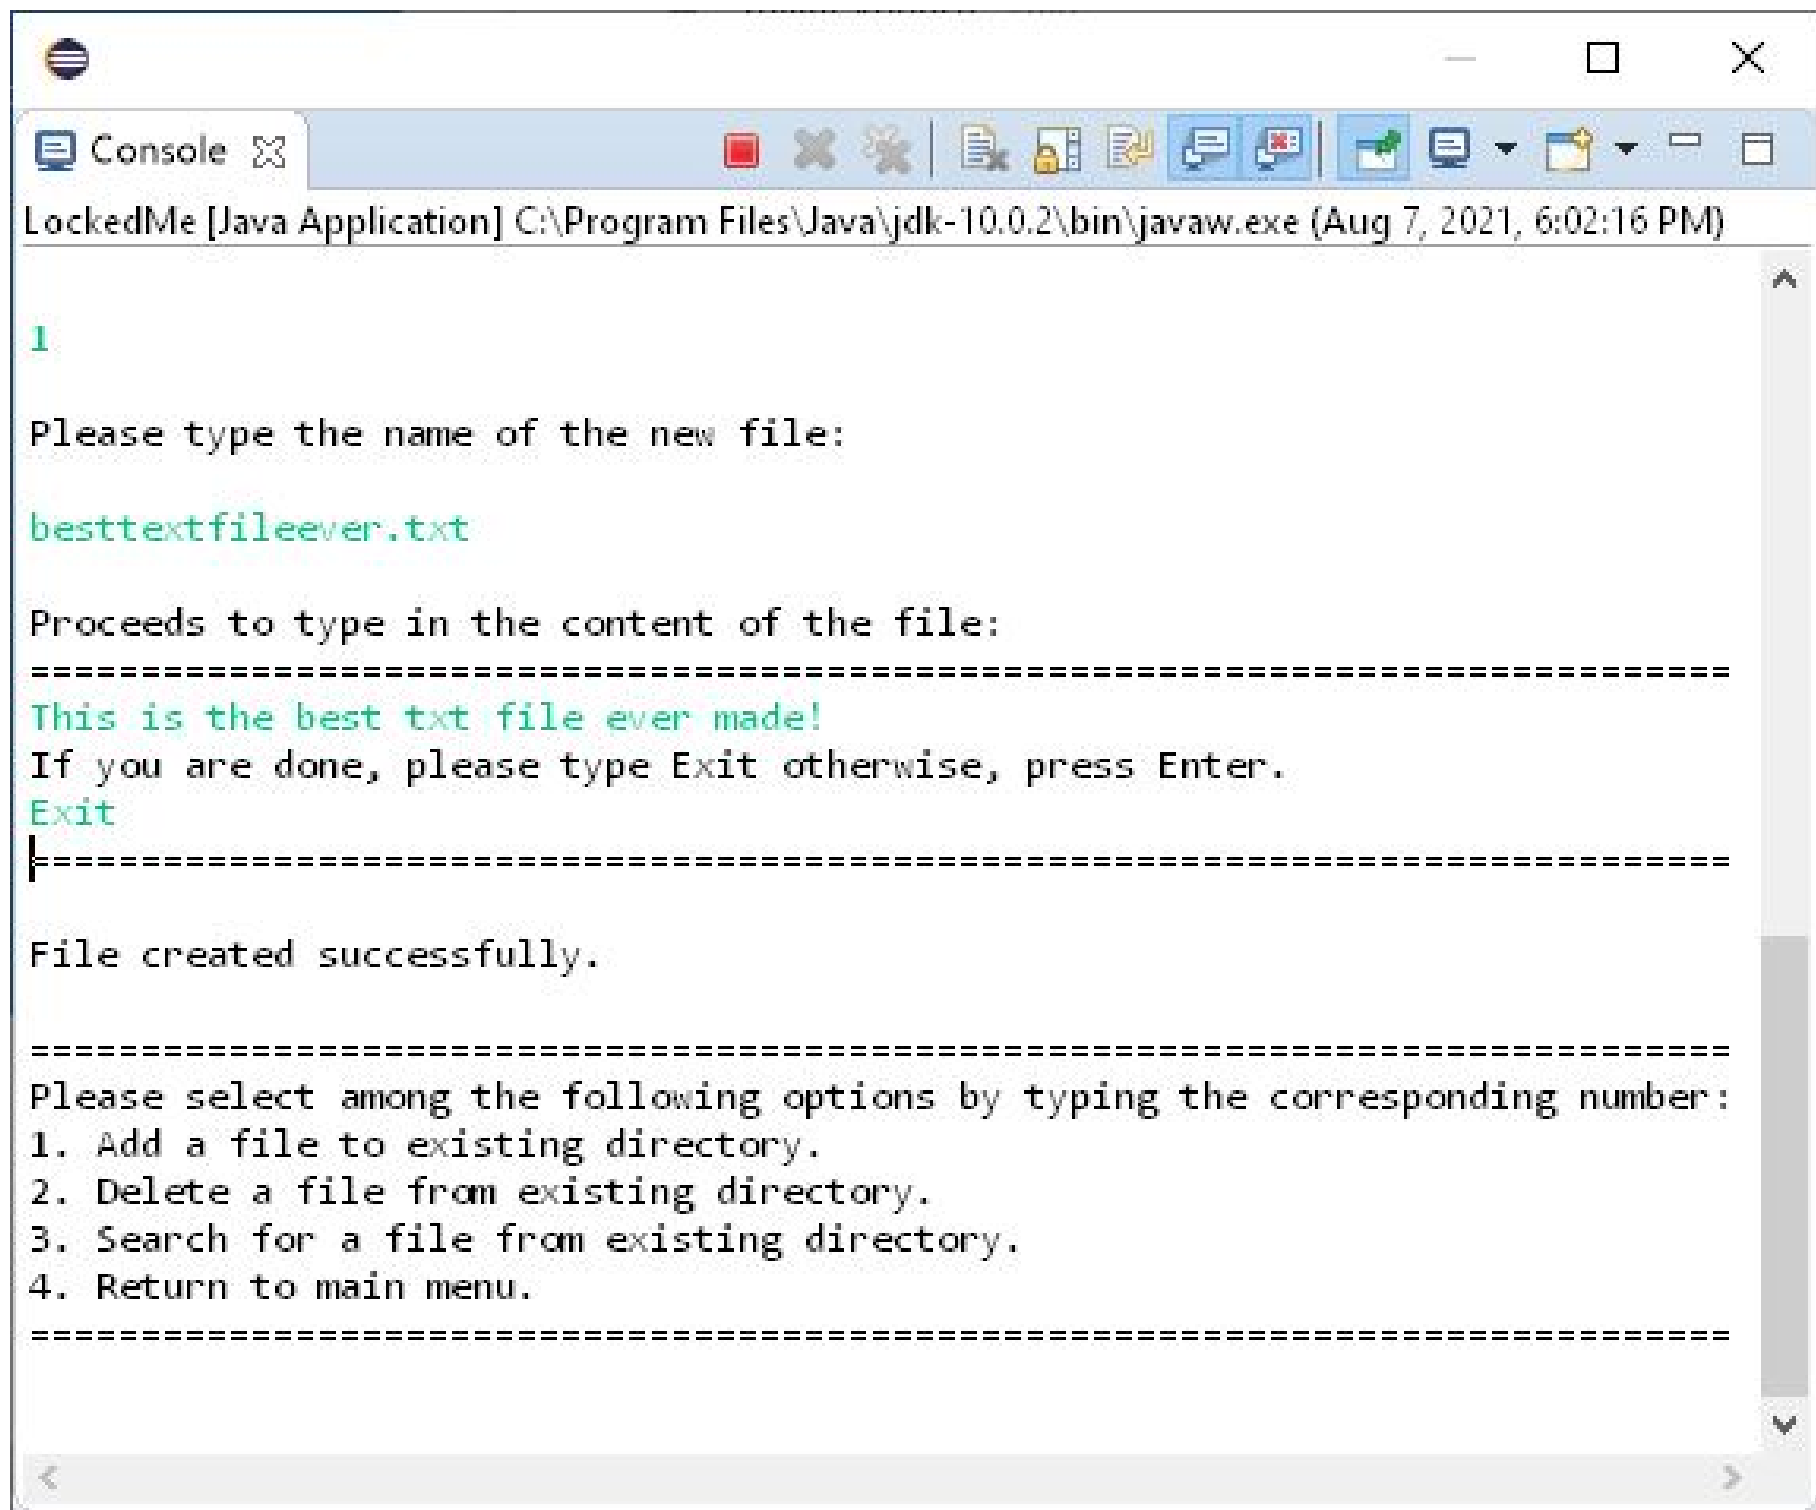 Console
LockedMe [Java Application] C:\Program Files\Java\jdk-10.0.2\bin\javaw.exe (Aug 7, 2021, 6:02:16 PM)
1
Please type the name of the new file:
besttextfileever.txt
Proceeds to type in the content of the file:
=============================================================================
This is the best txt file ever made!
If you are done, please type Exit otherwise, press Enter.
Exit
=============================================================================
File created successfully.
=============================================================================
Please select among the following options by typing the corresponding number:
1. Add a file to existing directory.
2. Delete a file from existing directory.
3. Search for a file from existing directory.
4. Return to main menu.
=============================================================================